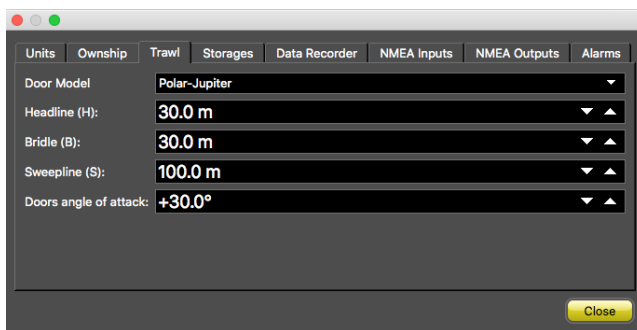 Units Ownship Trawl Storages Data Recorder NMEA Inputs NMEA Outputs Alarms
Door Model Polar-Jupiter
Headline (H): 30.0 m
Bridle (B): 30.0 m
Sweepline (S): 100.0 m
Doors angle of attack: +30.0°
Close